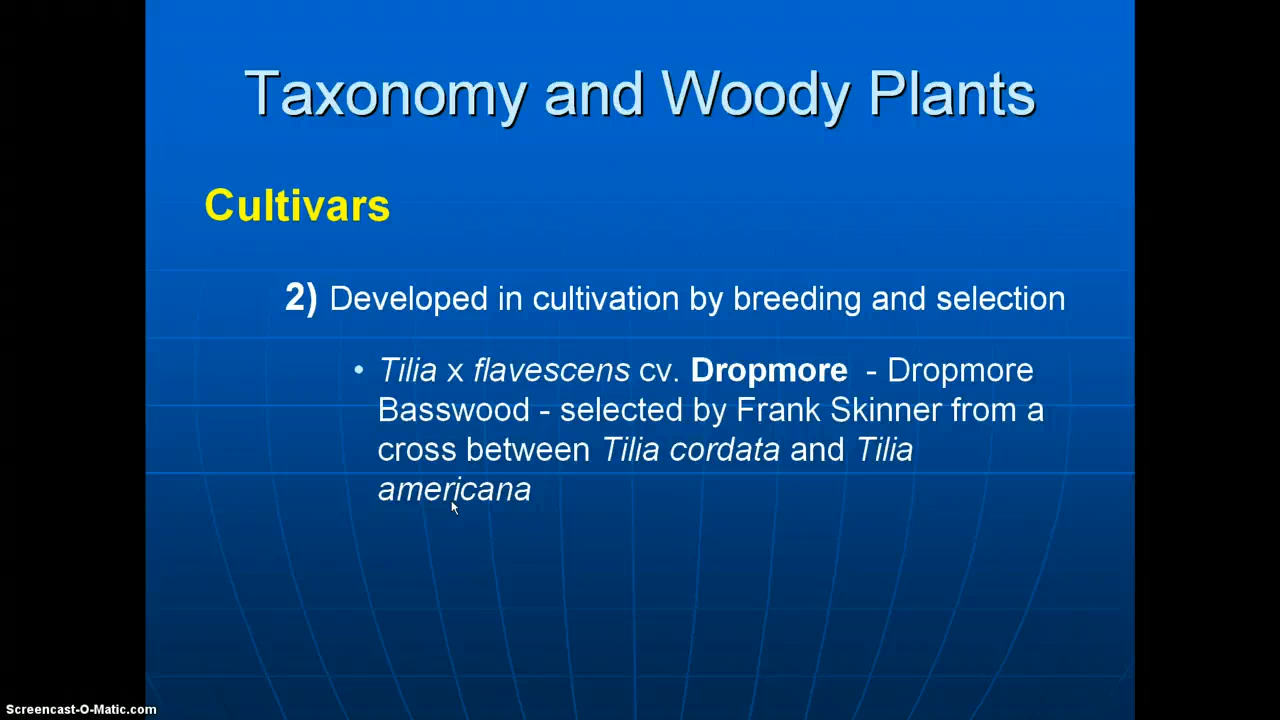 Taxonomy and Woody Plants
Cultivars
2) Developed in cultivation by breeding and selection
• Tilia x flavescens cv. Dropmore - Dropmore
Basswood - selected by Frank Skinner from a
cross between Tilia cordata and Tilia
americana
Screencast-O-Matic.com